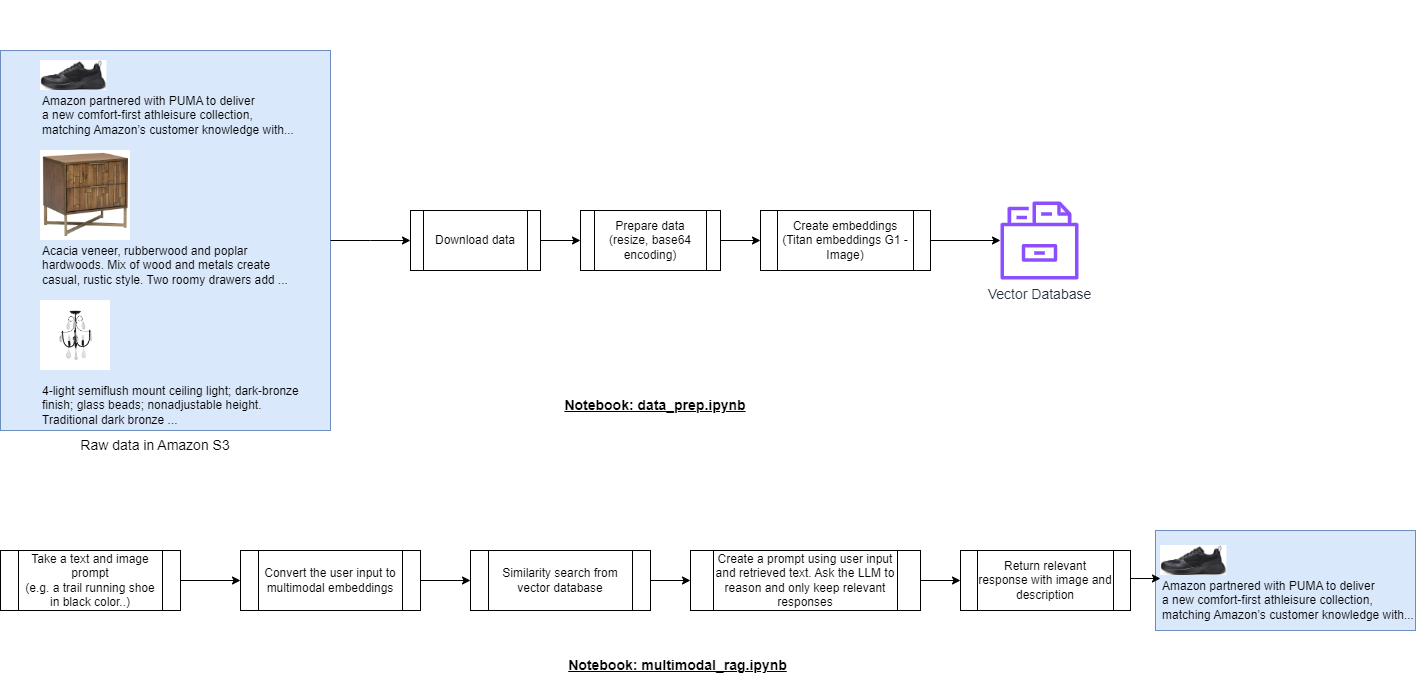 Amazon partnered with PUMA to deliver
a new comfort-first athleisure collection,
matching Amazon's customer knowledge with...
Acacia veneer, rubberwood and poplar
hardwoods. Mix of wood and metals create
casual, rustic style. Two roomy drawers add ...
4-light semiflush mount ceiling light; dark-bronze
finish; glass beads; nonadjustable height.
Traditional dark bronze ...
Raw data in Amazon S3
Download data
Prepare data
(resize, base64
encoding)
Create embeddings
(Titan embeddings G1 -
Image)
Vector Database
Notebook: data_prep.ipynb
Take a text and image
prompt
(e.g. a trail running shoe
in black color..)
Convert the user input to
multimodal embeddings
Similarity search from
vector database
Create a prompt using user input
and retrieved text. Ask the LLM to
reason and only keep relevant
responses
Return relevant
response with image and
description
Amazon partnered with PUMA to deliver
a new comfort-first athleisure collection,
matching Amazon's customer knowledge with...
Notebook: multimodal_rag.ipynb